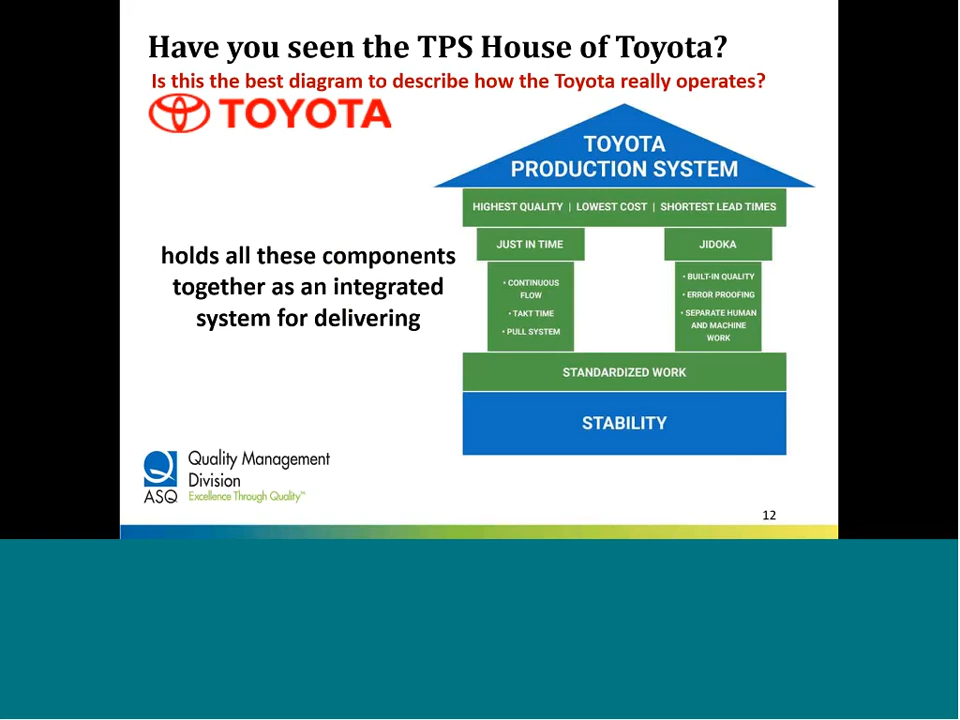 Have you seen the TPS House of Toyota?
Is this the best diagram to describe how the Toyota really operates?
TOYOTA
TOYOTA
PRODUCTION SYSTEM
HIGHEST QUALITY | LOWEST COST | SHORTEST LEAD TIMES
JUST IN TIME
JIDOKA
holds all these components
together as an integrated
system for delivering
• CONTINUOUS
FLOW
• TAKT TIME
• PULL SYSTEM
• BUILT-IN QUALITY
• ERROR PROOFING
• SEPARATE HUMAN
AND MACHINE
WORK
STANDARDIZED WORK
STABILITY
Quality Management
Division
ASQ
Excellence Through Quality™
12